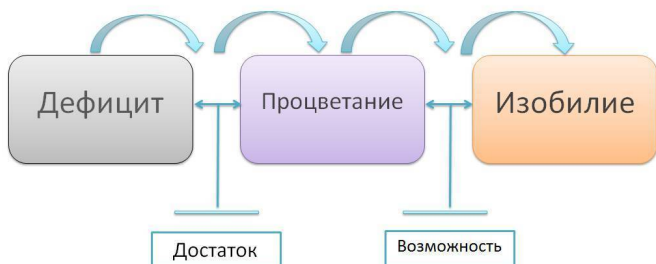 Дефицит
Процветание
Изобилие
Достаток
Возможность